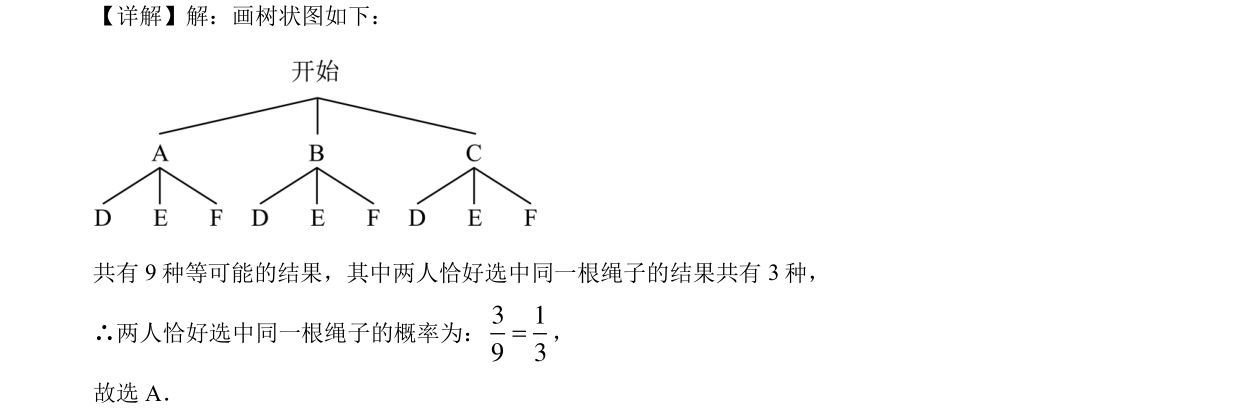 【详解】解：画树状图如下：
开始
A B C
D E F D E F D E F
共有 9 种等可能的结果，其中两人恰好选中同一根绳子的结果共有 3 种，
∴两人恰好选中同一根绳子的概率为：3/9 = 1/3，
故选 A．